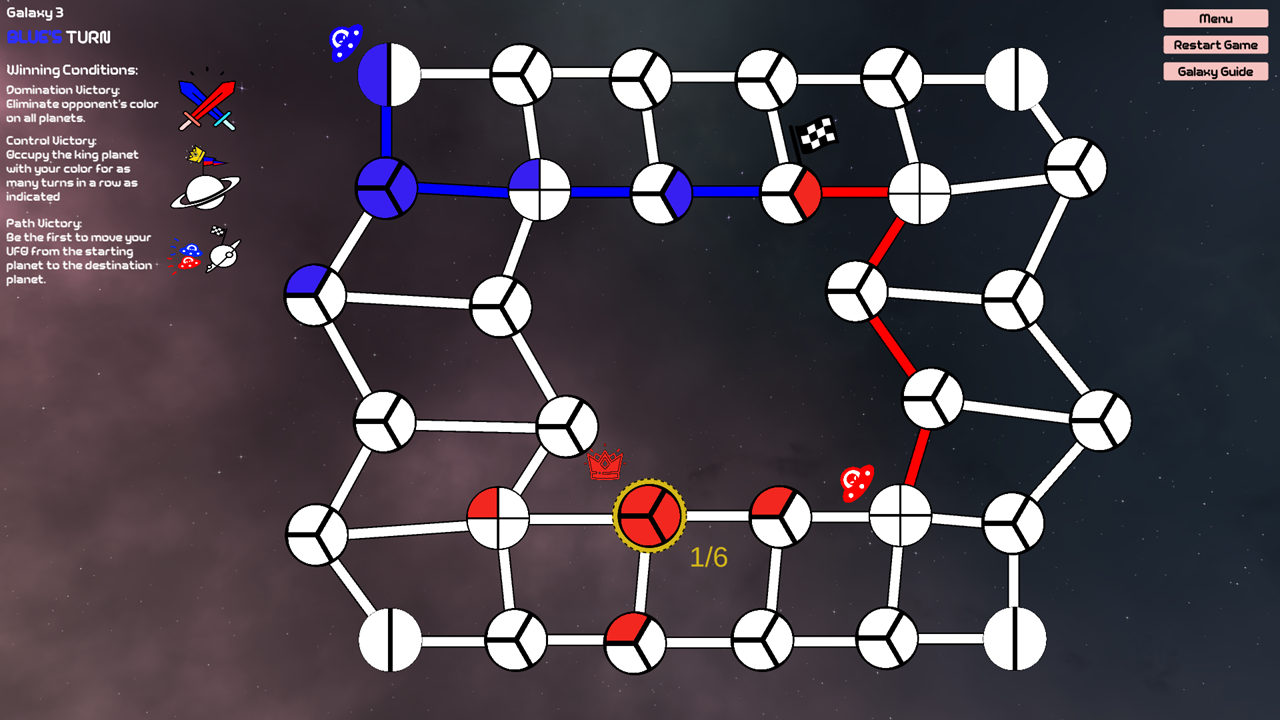 Galaxy 3
BLUE'S TURN
Winning Conditions:
Domination Victory:
Eliminate opponent's color
on all planets.
Control Victory:
Occupy the king planet
with your color for as
many turns in a row as
indicated
Path Victory:
Be the first to move your
UFO from the starting
planet to the destination
planet.
Menu
Restart Game
Galaxy Guide
1/6